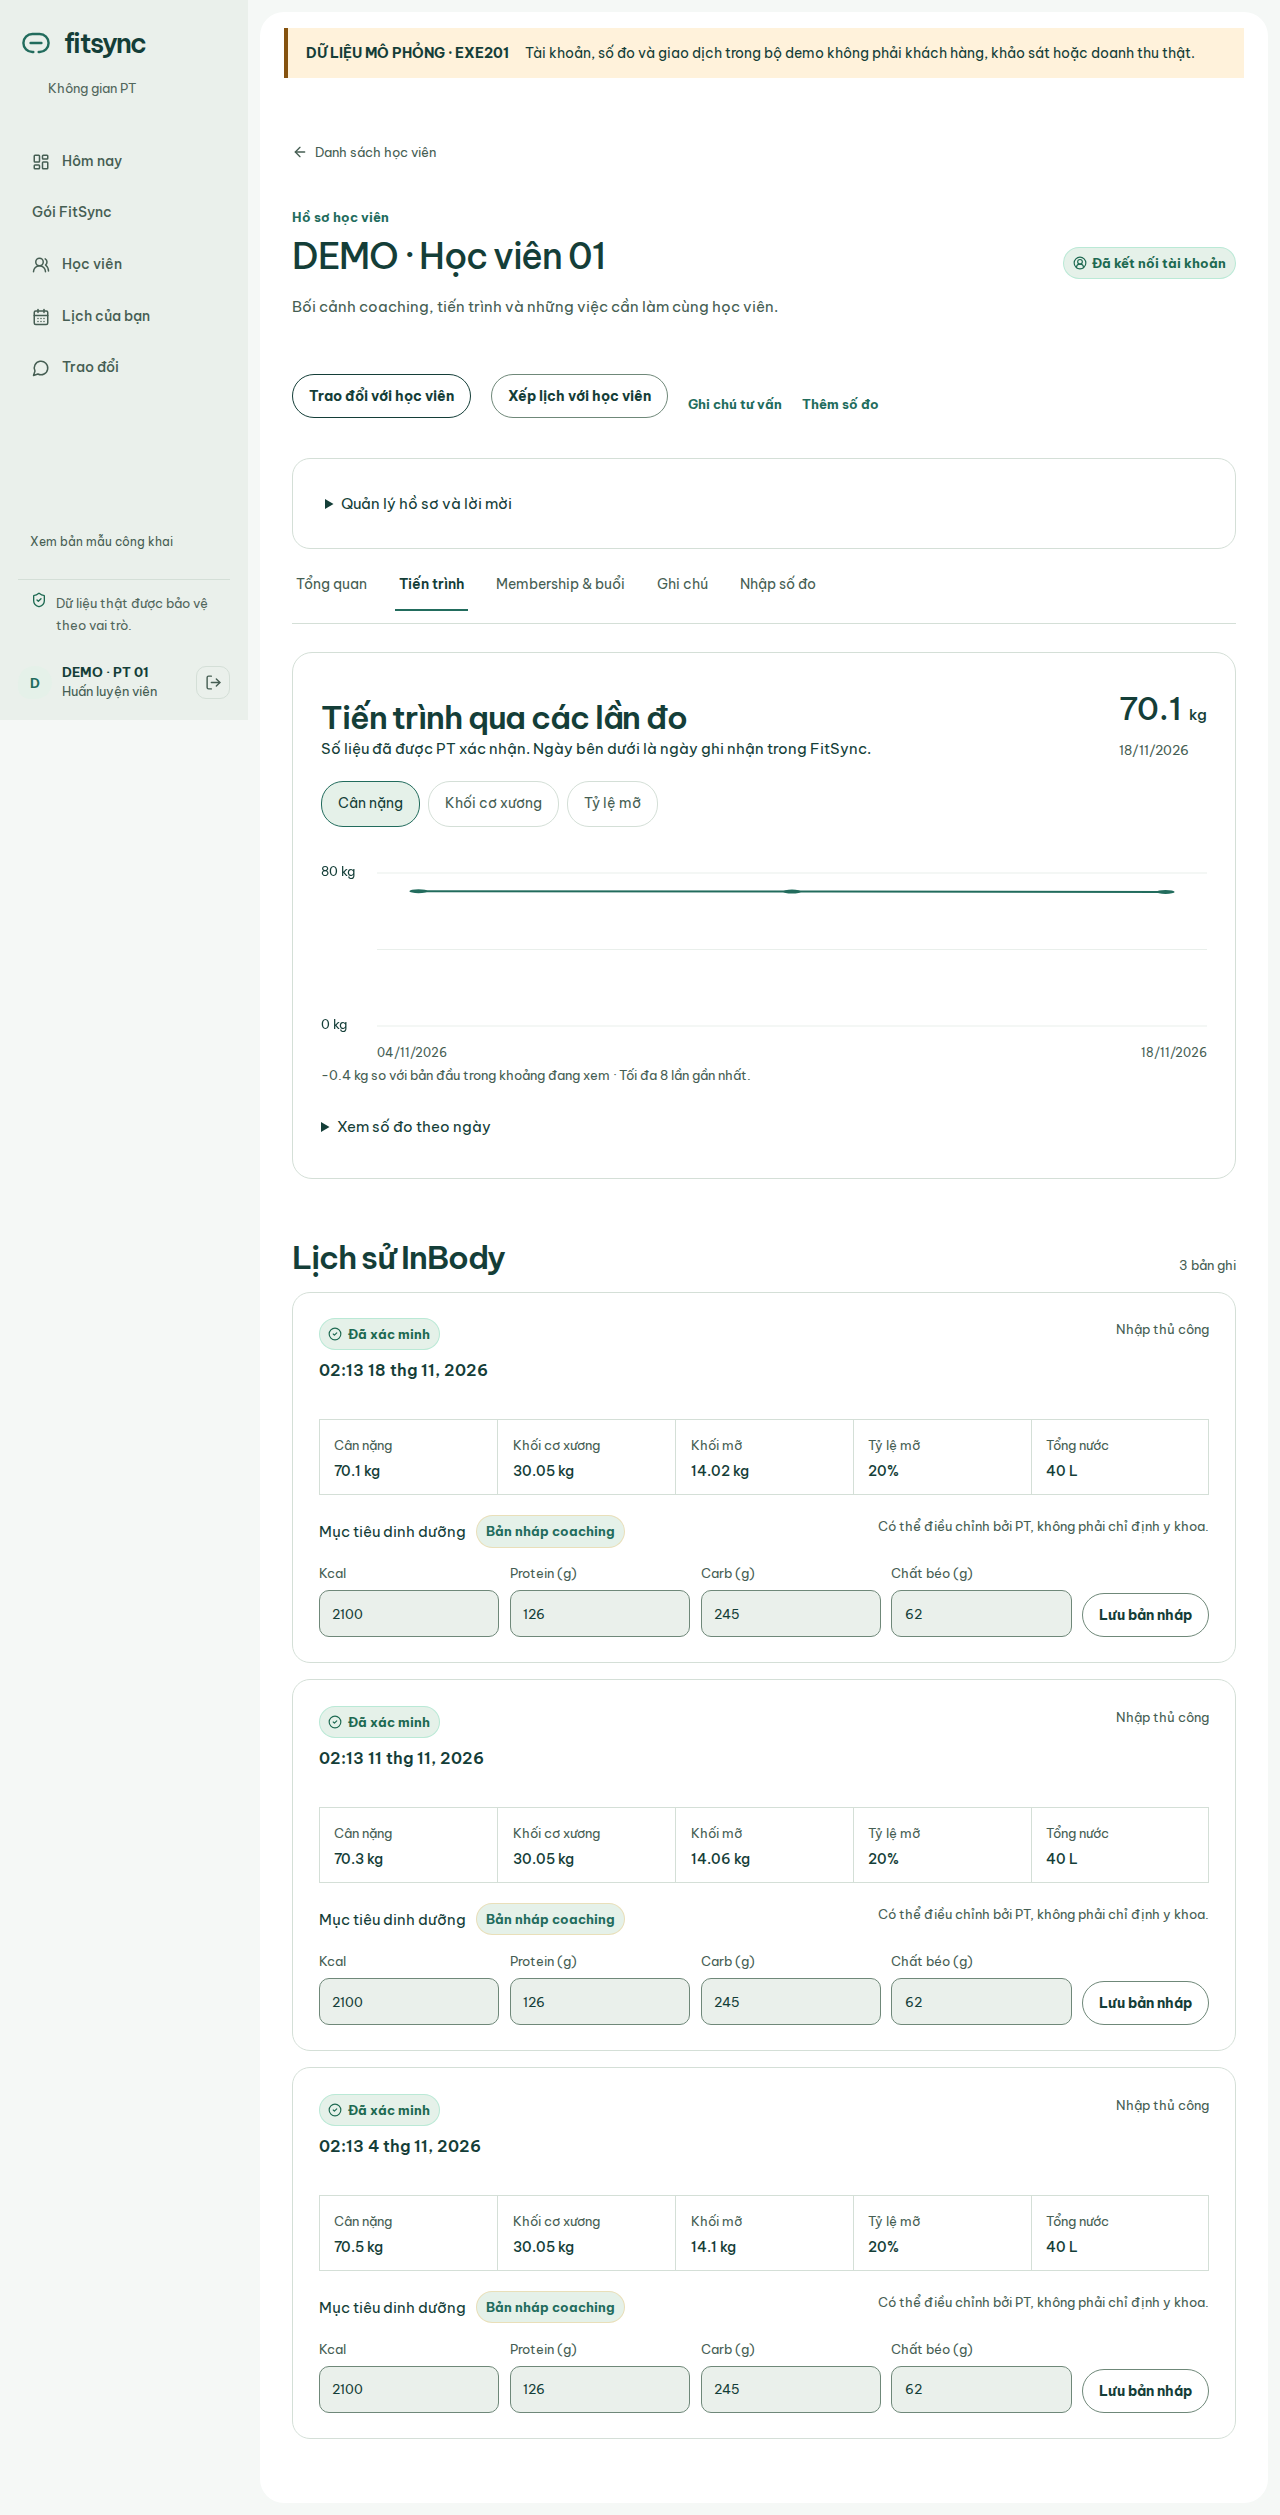 fitsync
Không gian PT
Hôm nay
Gói FitSync
Học viên
Lịch của bạn
Trao đổi
Xem bản mẫu công khai
Dữ liệu thật được bảo vệ
theo vai trò.
D
DEMO · PT 01
Huấn luyện viên
DỮ LIỆU MÔ PHỎNG · EXE201 Tài khoản, số đo và giao dịch trong bộ demo không phải khách hàng, khảo sát hoặc doanh thu thật.
Danh sách học viên
Hồ sơ học viên
DEMO · Học viên 01
Đã kết nối tài khoản
Bối cảnh coaching, tiến trình và những việc cần làm cùng học viên.
Trao đổi với học viên Xếp lịch với học viên Ghi chú tư vấn Thêm số đo
Quản lý hồ sơ và lời mời
Tổng quan Tiến trình Membership & buổi Ghi chú Nhập số đo
Tiến trình qua các lần đo
70.1 kg
Số liệu đã được PT xác nhận. Ngày bên dưới là ngày ghi nhận trong FitSync.
18/11/2026
Cân nặng Khối cơ xương Tỷ lệ mỡ
80 kg
0 kg
04/11/2026 18/11/2026
-0.4 kg so với bản đầu trong khoảng đang xem · Tối đa 8 lần gần nhất.
Xem số đo theo ngày
Lịch sử InBody
3 bản ghi
Đã xác minh
Nhập thủ công
02:13 18 thg 11, 2026
Cân nặng Khối cơ xương Khối mỡ Tỷ lệ mỡ Tổng nước
70.1 kg 30.05 kg 14.02 kg 20% 40 L
Mục tiêu dinh dưỡng Bản nháp coaching Có thể điều chỉnh bởi PT, không phải chỉ định y khoa.
Kcal Protein (g) Carb (g) Chất béo (g)
2100 126 245 62 Lưu bản nháp
Đã xác minh
Nhập thủ công
02:13 11 thg 11, 2026
Cân nặng Khối cơ xương Khối mỡ Tỷ lệ mỡ Tổng nước
70.3 kg 30.05 kg 14.06 kg 20% 40 L
Mục tiêu dinh dưỡng Bản nháp coaching Có thể điều chỉnh bởi PT, không phải chỉ định y khoa.
Kcal Protein (g) Carb (g) Chất béo (g)
2100 126 245 62 Lưu bản nháp
Đã xác minh
Nhập thủ công
02:13 4 thg 11, 2026
Cân nặng Khối cơ xương Khối mỡ Tỷ lệ mỡ Tổng nước
70.5 kg 30.05 kg 14.1 kg 20% 40 L
Mục tiêu dinh dưỡng Bản nháp coaching Có thể điều chỉnh bởi PT, không phải chỉ định y khoa.
Kcal Protein (g) Carb (g) Chất béo (g)
2100 126 245 62 Lưu bản nháp